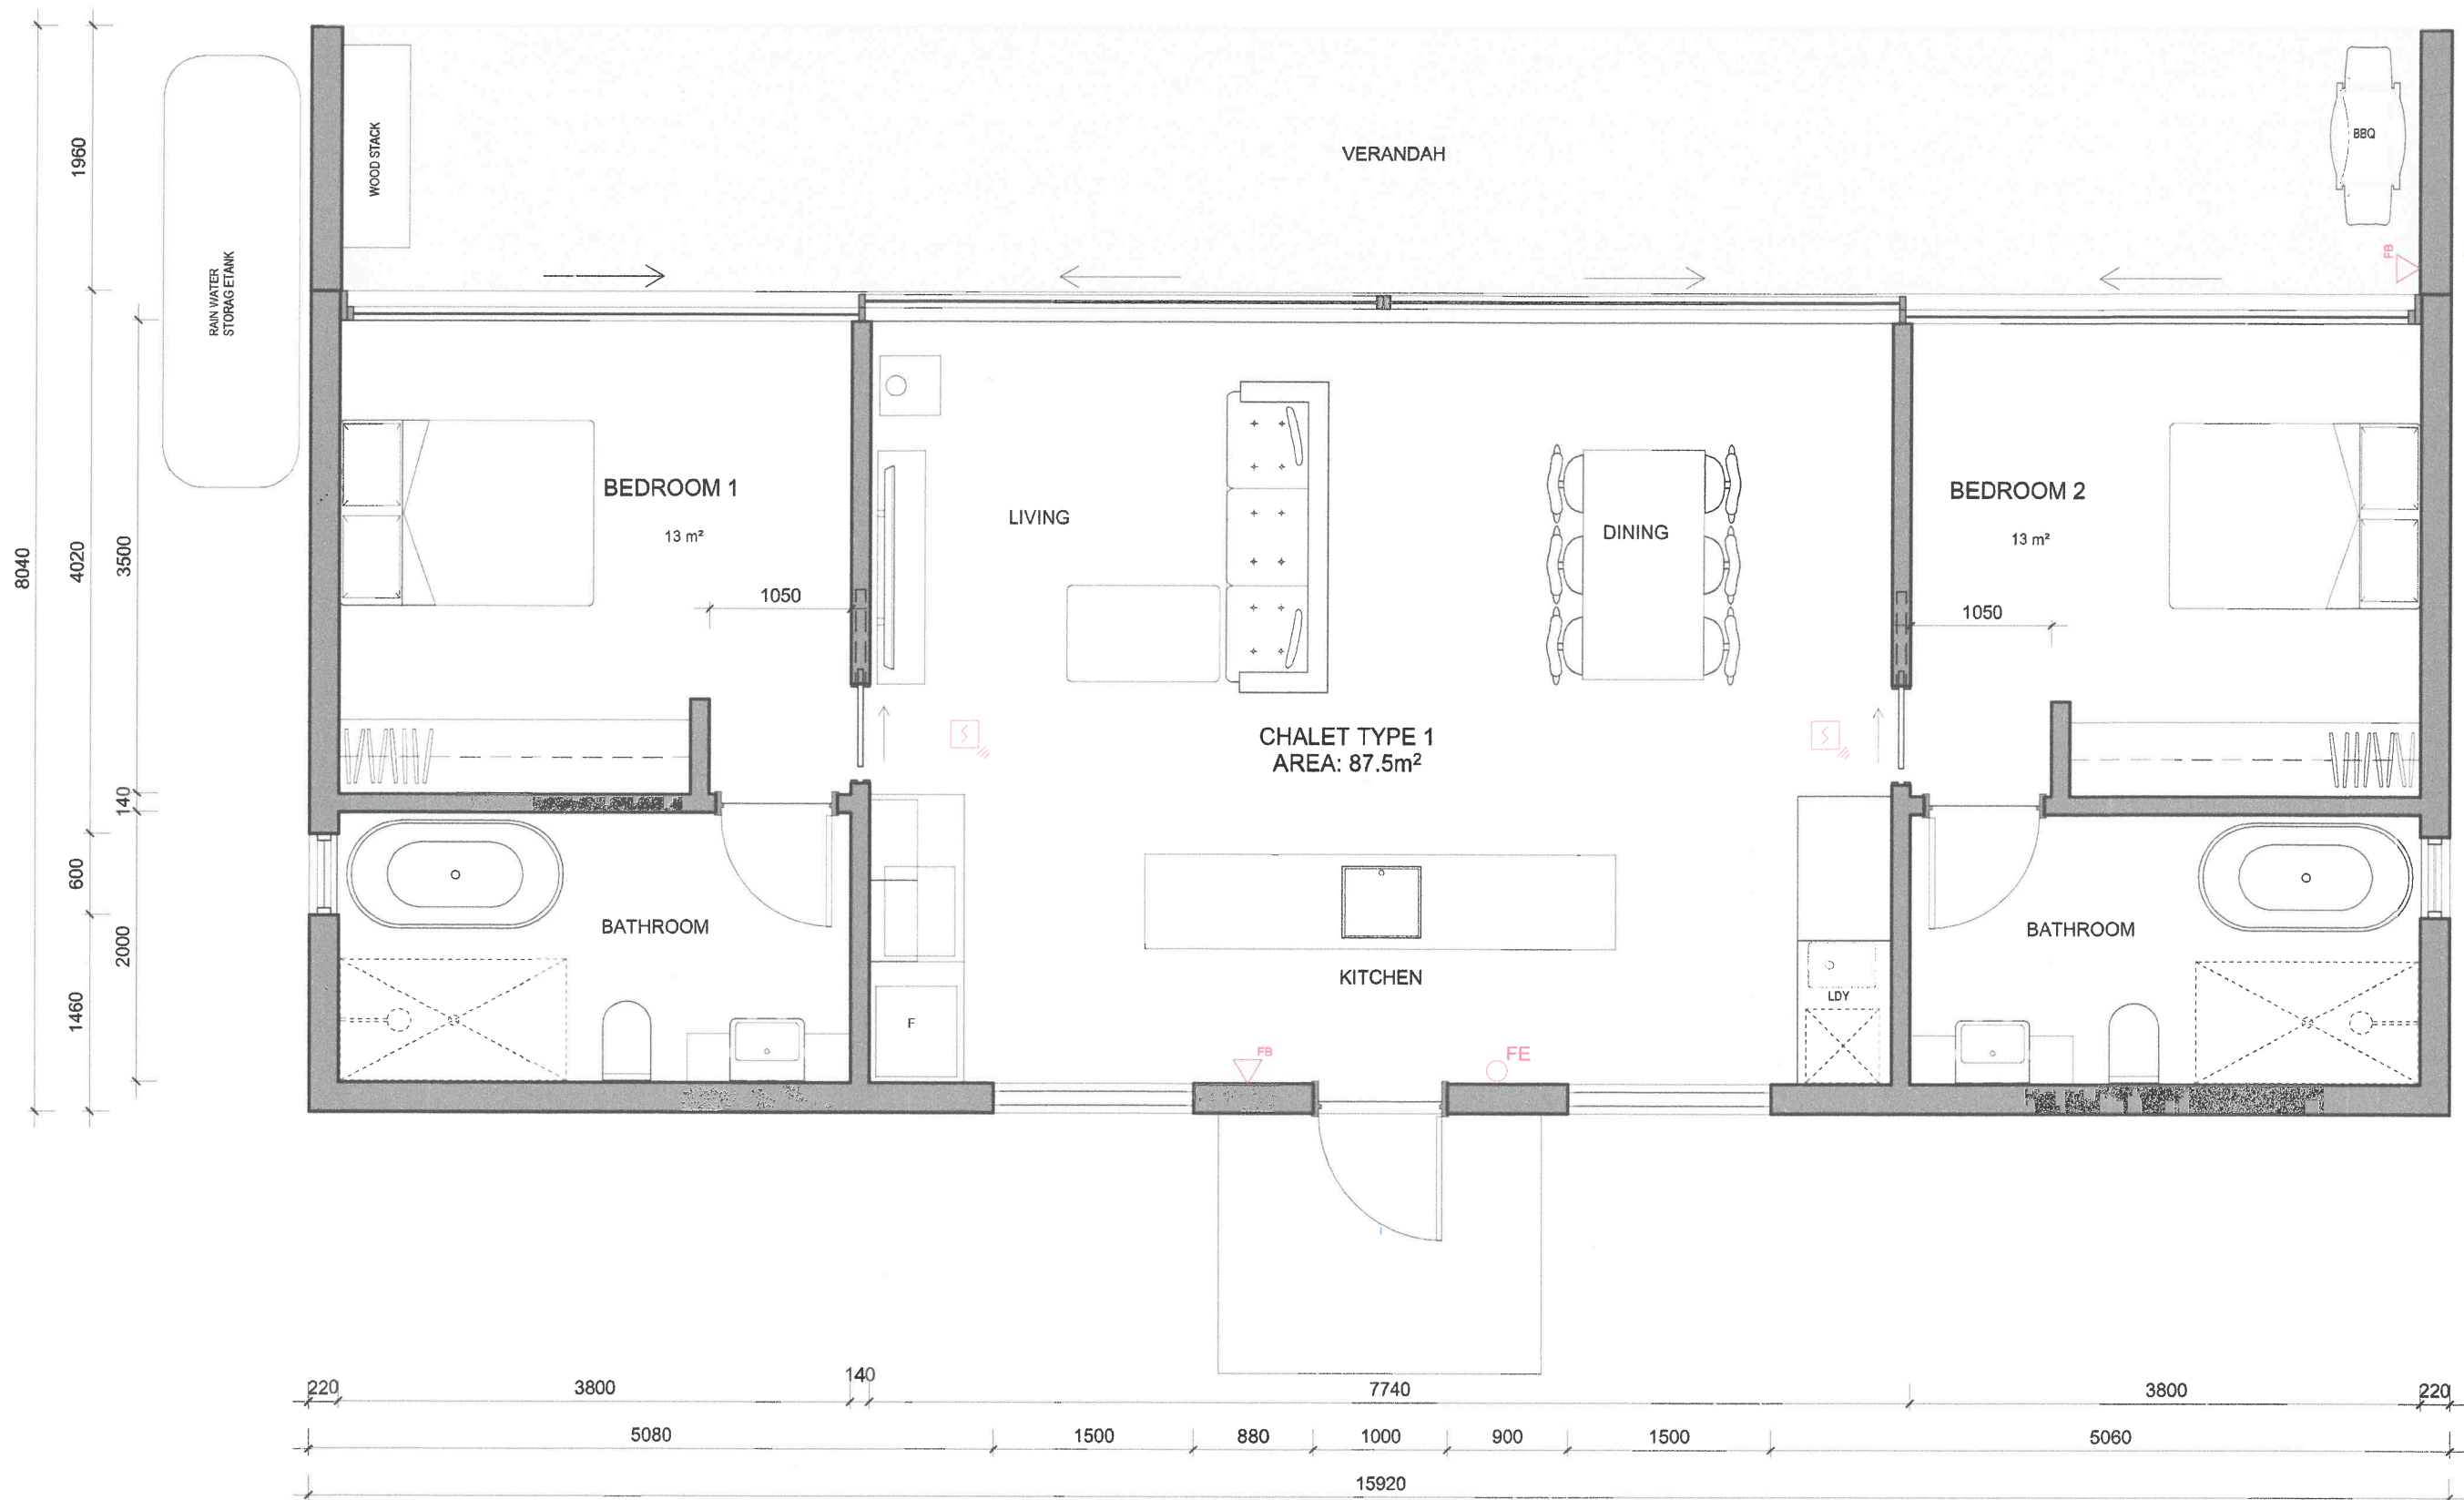 VERANDAH
WOOD STACK
BBQ
FB
RAIN WATER
STORAG ETANK
1960
8040
4020
3500
140
600
2000
1460
BEDROOM 1
13 m²
1050
LIVING
DINING
BEDROOM 2
13 m²
1050
CHALET TYPE 1
AREA: 87.5m²
BATHROOM
KITCHEN
BATHROOM
LDY
F
FB
FE
220
3800
140
7740
3800
220
5080
1500
880
1000
900
1500
5060
15920